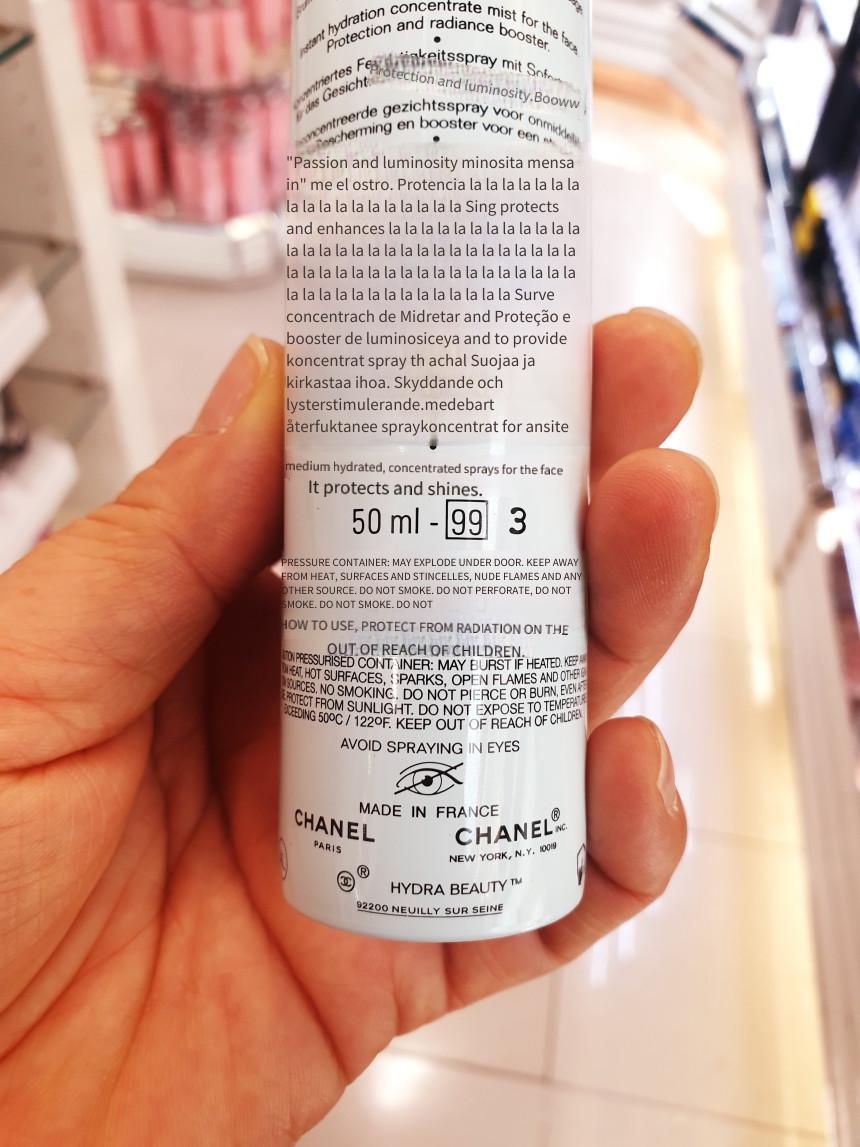 instant hydration concentrate mist for the face.
Protection and radiance booster.
keitsspray mit
Protection and luminosity.Booww
das Gesicht
gezichtsspray voor
en booster voor een
"Passion and luminosity minosita mensa
in" me el ostro. Protencia la la la la la la la
la la la la la la la la la la Sing protects
and enhances la la la la la la la la la la la
la la la la la la la la la la la la la la la la la
la la la la la la la la la la la la la la la la la
la la la la la la la la la la la la la Surve
concentrach de Midretar and Proteção e
booster de luminosiceya and to provide
koncentrat spray th achal Suojaa ja
kirkastaa ihoa. Skyddande och
lysterstimulerande.medebart
återfuktanee spraykoncentrat for ansite
medium hydrated, concentrated sprays for the face
It protects and shines.
50 ml - 99 3
PRESSURE CONTAINER: MAY EXPLODE UNDER DOOR. KEEP AWAY
FROM HEAT, SURFACES AND STINCELLES, NUDE FLAMES AND ANY
OTHER SOURCE. DO NOT SMOKE. DO NOT PERFORATE, DO NOT
SMOKE. DO NOT SMOKE. DO NOT
HOW TO USE, PROTECT FROM RADIATION ON THE
OUT OF REACH OF CHILDREN.
PRESSURISED CONTAINER: MAY BURST IF HEATED. KEEP
HEAT, HOT SURFACES, SPARKS, OPEN FLAMES AND OTHER
SOURCES. NO SMOKING. DO NOT PIERCE OR BURN, EVEN
PROTECT FROM SUNLIGHT. DO NOT EXPOSE TO
EXCEEDING 50ºC / 122ºF. KEEP OUT OF REACH OF CHILDREN.
AVOID SPRAYING IN EYES
MADE IN FRANCE
CHANEL CHANEL® INC.
PARIS NEW YORK, N.Y. 10019
® HYDRA BEAUTY™
92200 NEUILLY SUR SEINE